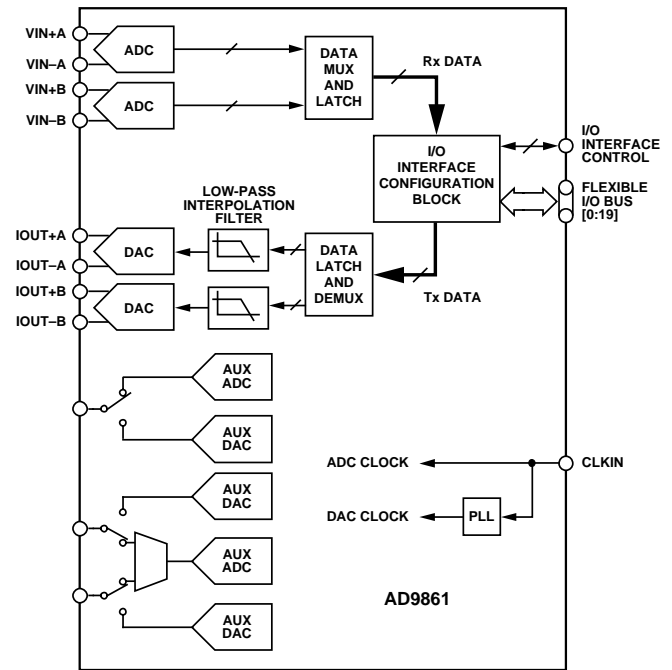 VIN+A
VIN–A
VIN+B
VIN–B
ADC
ADC
DATA
MUX
AND
LATCH
Rx DATA
I/O
INTERFACE
CONFIGURATION
BLOCK
I/O
INTERFACE
CONTROL
FLEXIBLE
I/O BUS
[0:19]
LOW-PASS
INTERPOLATION
FILTER
IOUT+A
IOUT–A
IOUT+B
IOUT–B
DAC
DAC
DATA
LATCH
AND
DEMUX
Tx DATA
AUX
ADC
AUX
DAC
AUX
DAC
AUX
ADC
AUX
DAC
ADC CLOCK
CLKIN
DAC CLOCK
PLL
AD9861